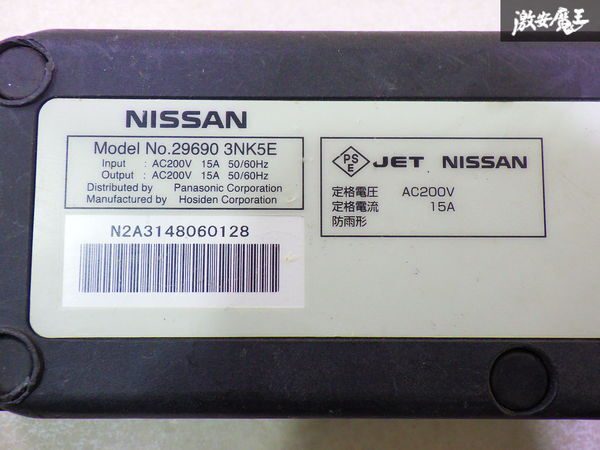 激安魔王
NISSAN
Model No.29690 3NK5E
Input : AC200V 15A 50/60Hz
Output : AC200V 15A 50/60Hz
Distributed by Panasonic Corporation
Manufactured by Hosiden Corporation
N2A3148060128
PS E JET NISSAN
定格電圧 AC200V
定格電流 15A
防雨形